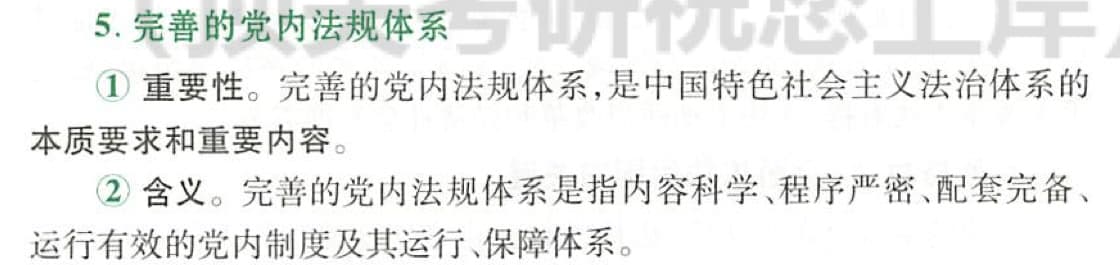 5. 完善的党内法规体系
① 重要性。完善的党内法规体系,是中国特色社会主义法治体系的
本质要求和重要内容。
② 含义。完善的党内法规体系是指内容科学、程序严密、配套完备、
运行有效的党内制度及其运行、保障体系。